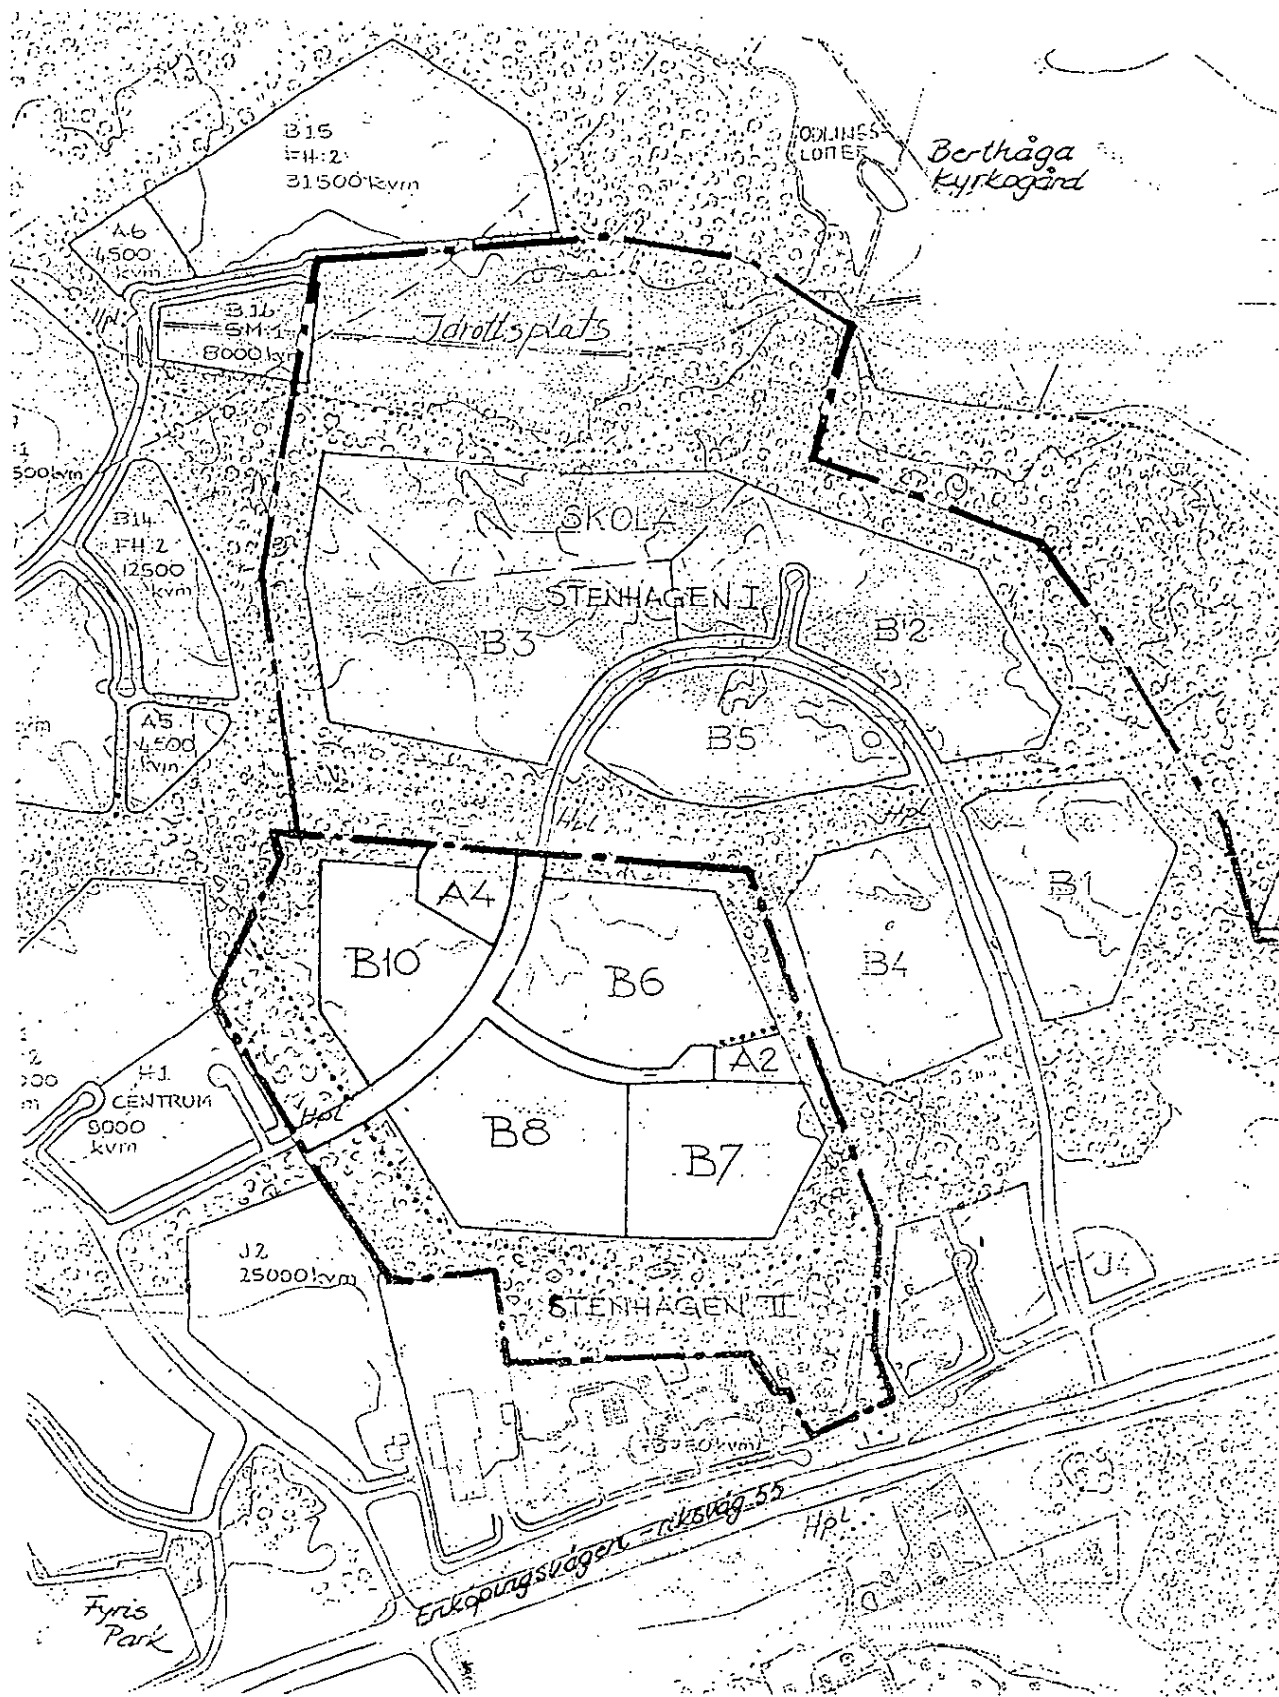 B15
FH:2
31500 kvm
ODLINGS
LOTTER
Berthåga
Kyrkogård
A6
4500
kvm
Hpl
B16
SM:1
8000 kvm
Idrottsplats
500 kvm
B14
FH:2
12500
kvm
SKOLA
STENHAGEN I
B3
B2
A5
4500
kvm
B5
Hpl
Hpl
A4
B10
B6
B4
B1
A2
H1
CENTRUM
8000
kvm
Hpl
B8
B7
J2
25000 kvm
J4
STENHAGEN II
Enköpingsvägen - riksväg 55
Hpl
Fyris
Park